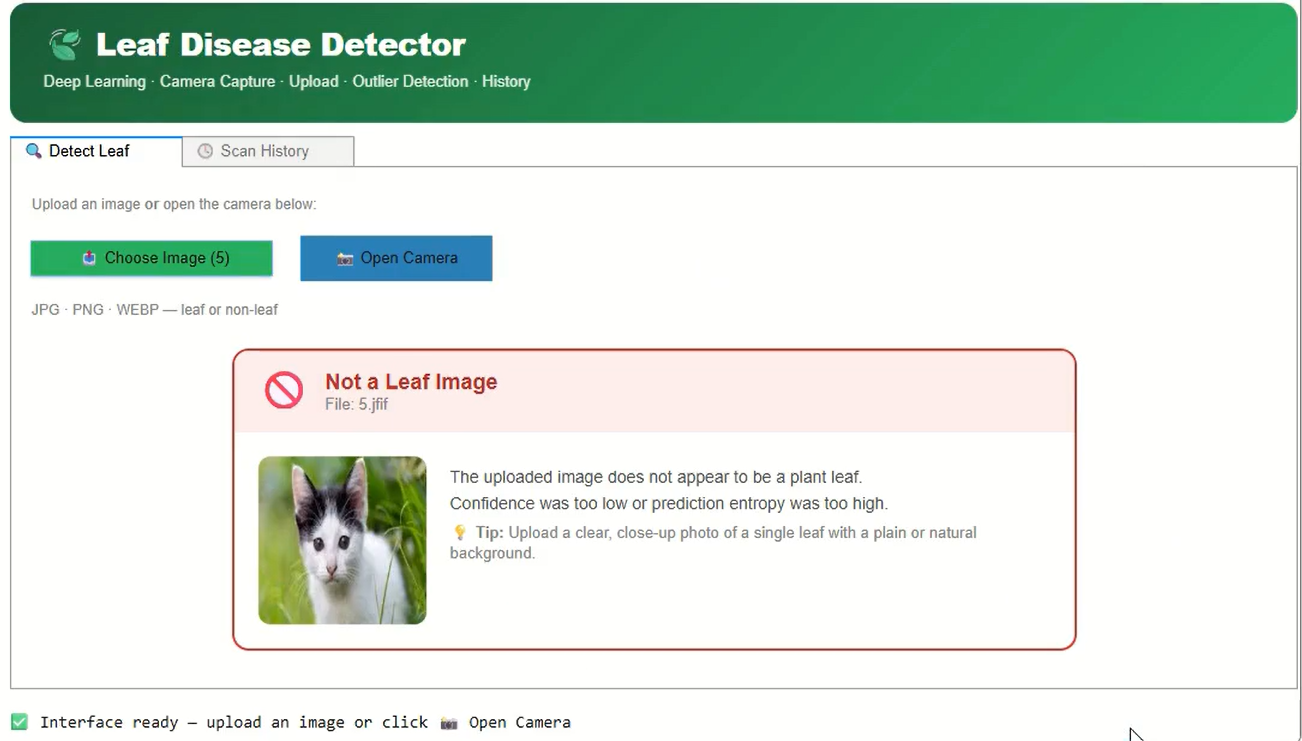 Leaf Disease Detector
Deep Learning · Camera Capture · Upload · Outlier Detection · History
Detect Leaf
Scan History
Upload an image or open the camera below:
Choose Image (5)
Open Camera
JPG · PNG · WEBP — leaf or non-leaf
Not a Leaf Image
File: 5.jfif
The uploaded image does not appear to be a plant leaf.
Confidence was too low or prediction entropy was too high.
Tip: Upload a clear, close-up photo of a single leaf with a plain or natural
background.
Interface ready — upload an image or click 📷 Open Camera